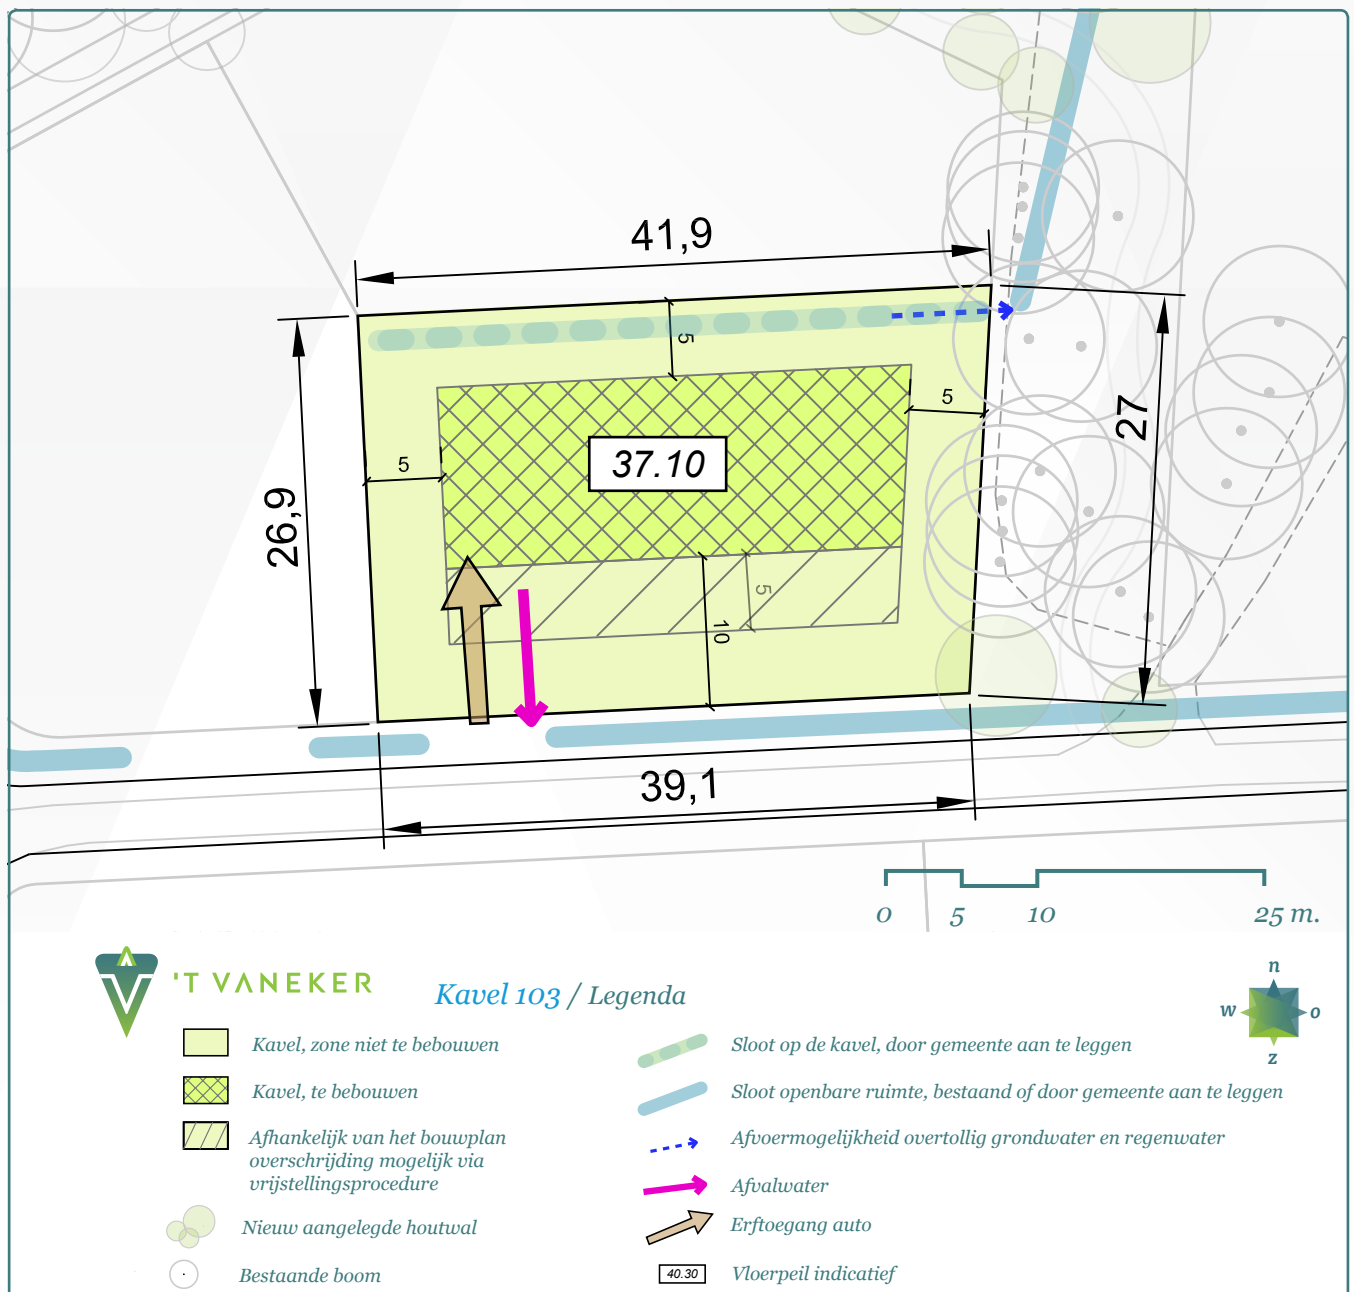 41,9
5
5
27
5
37.10
26,9
5
10
39,1
0 5 10 25 m.
'T VANEKER
Kavel 103 / Legenda
n
w o
z
Kavel, zone niet te bebouwen
Kavel, te bebouwen
Afhankelijk van het bouwplan
overschrijding mogelijk via
vrijstellingsprocedure
Nieuw aangelegde houtwal
Bestaande boom
Sloot op de kavel, door gemeente aan te leggen
Sloot openbare ruimte, bestaand of door gemeente aan te leggen
Afvoermogelijkheid overtollig grondwater en regenwater
Afvalwater
Erftoegang auto
40.30 Vloerpeil indicatief